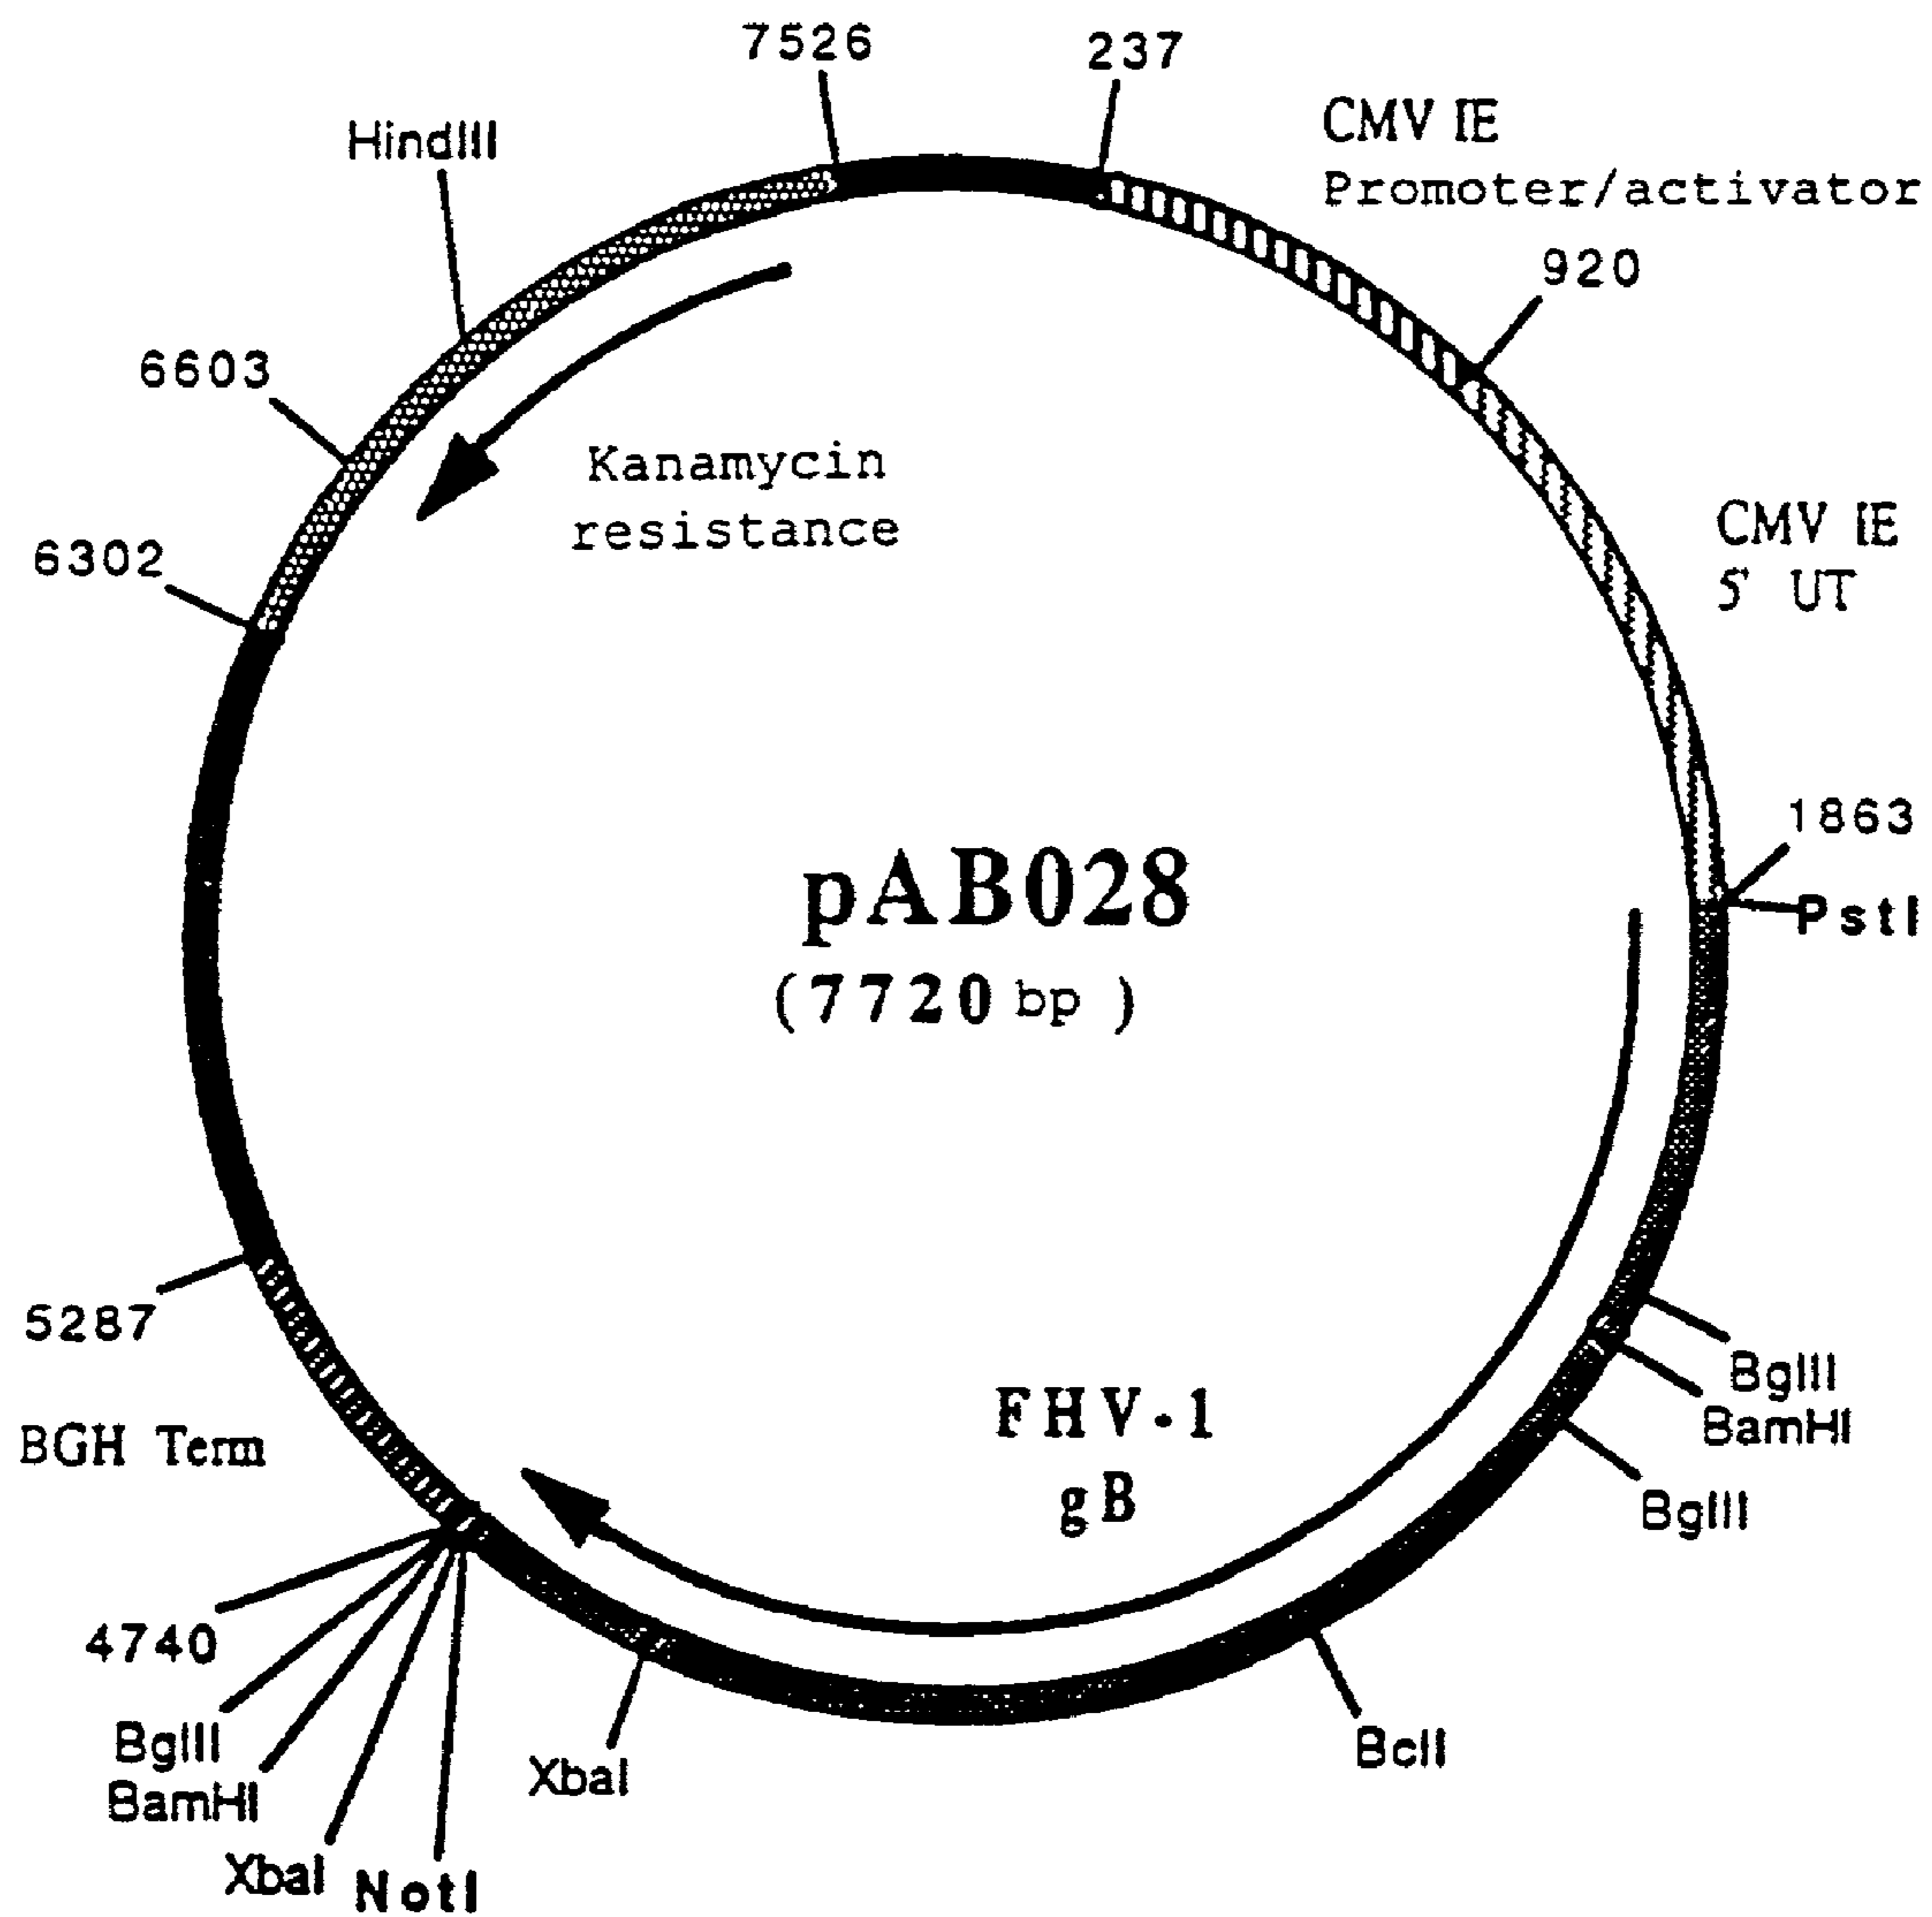 7526
237
HindIII
CMV IE
Promoter/activator
920
6603
Kanamycin
resistance
6302
CMV IE
5' UT
1863
PstI
pAB028
(7720 bp )
BglII
BamHI
BglII
5287
FHV-1
gB
BGH Term
4740
BglII
BamHI
XbaI
NotI
XbaI
BclI